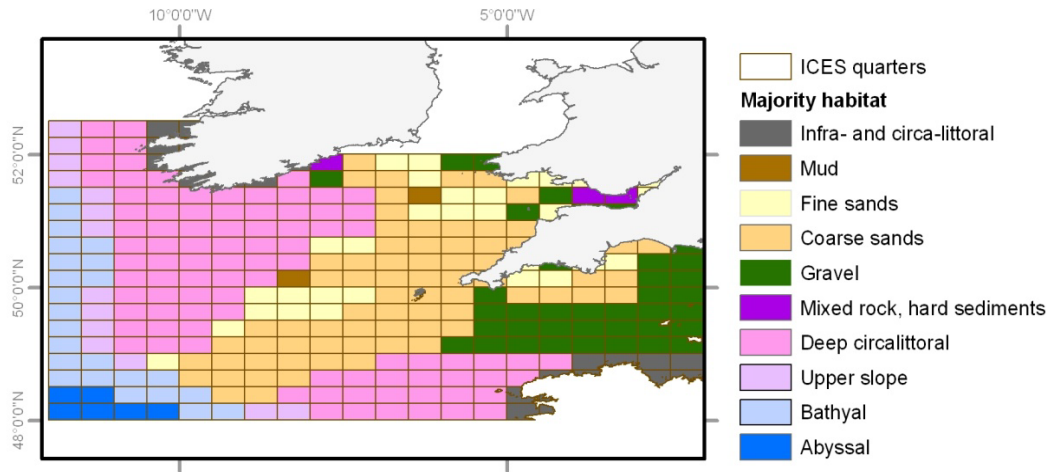 10°0'0"W
5°0'0"W
52°0'0"N
50°0'0"N
48°0'0"N
ICES quarters
Majority habitat
Infra- and circa-littoral
Mud
Fine sands
Coarse sands
Gravel
Mixed rock, hard sediments
Deep circalittoral
Upper slope
Bathyal
Abyssal